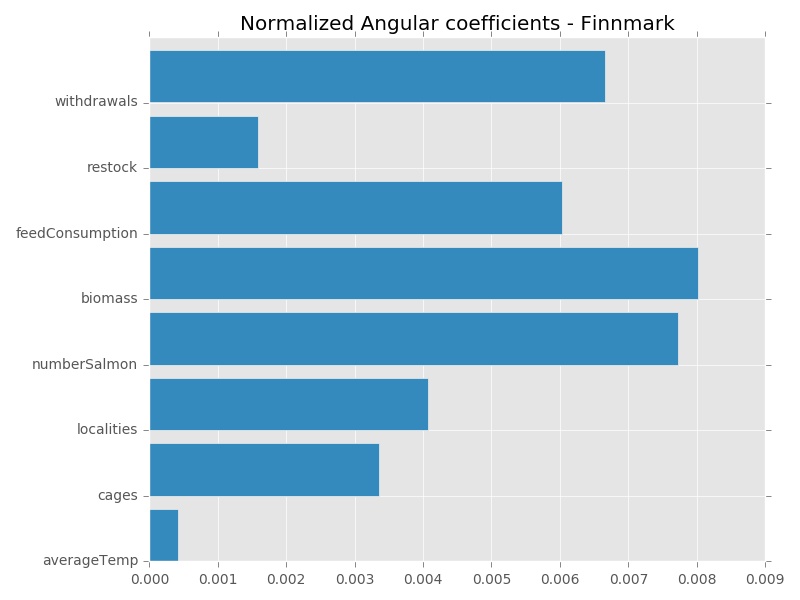 Normalized Angular coefficients - Finnmark
withdrawals
restock
feedConsumption
biomass
numberSalmon
localities
cages
averageTemp
0.000 0.001 0.002 0.003 0.004 0.005 0.006 0.007 0.008 0.009